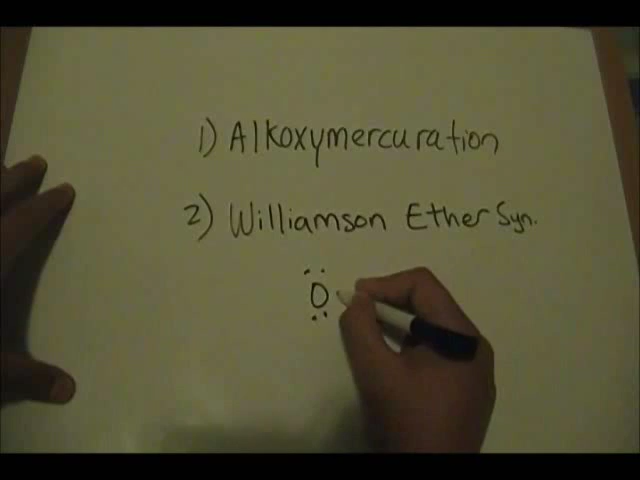 1) Alkoxymercuration
2) Williamson Ether Syn.
O